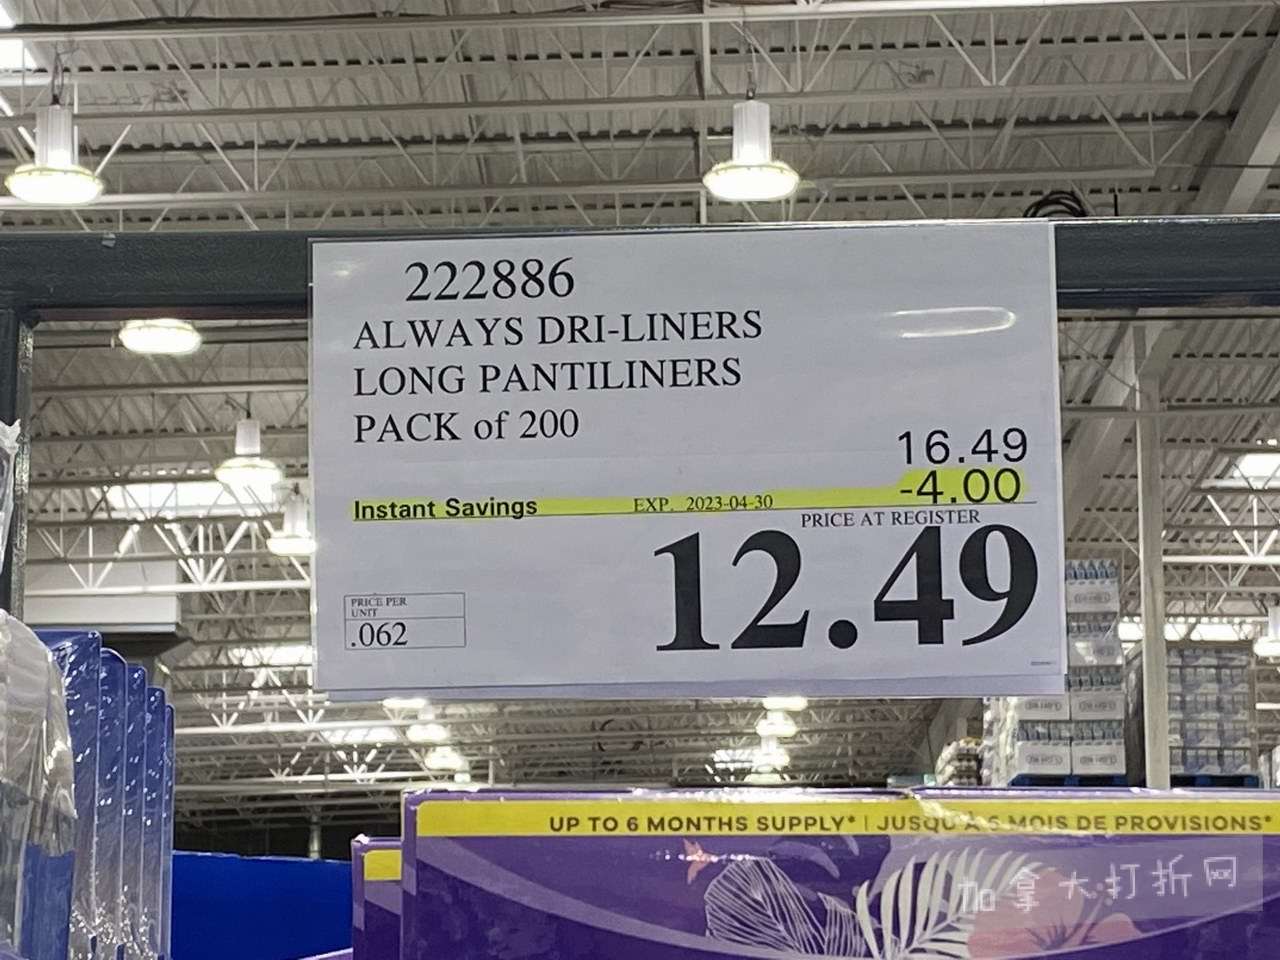 222886
ALWAYS DRI-LINERS
LONG PANTILINERS
PACK of 200
16.49
-4.00
Instant Savings EXP. 2023-04-30
PRICE AT REGISTER
12.49
PRICE PER
UNIT
.062
UP TO 6 MONTHS SUPPLY* | JUSQU'À 6 MOIS DE PROVISIONS*
加拿大打折网